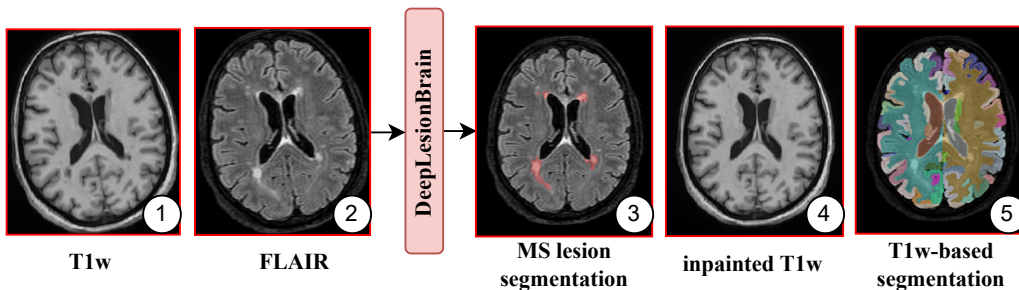 1
T1w
2
FLAIR
DeepLesionBrain
3
MS lesion
segmentation
4
inpainted T1w
5
T1w-based
segmentation